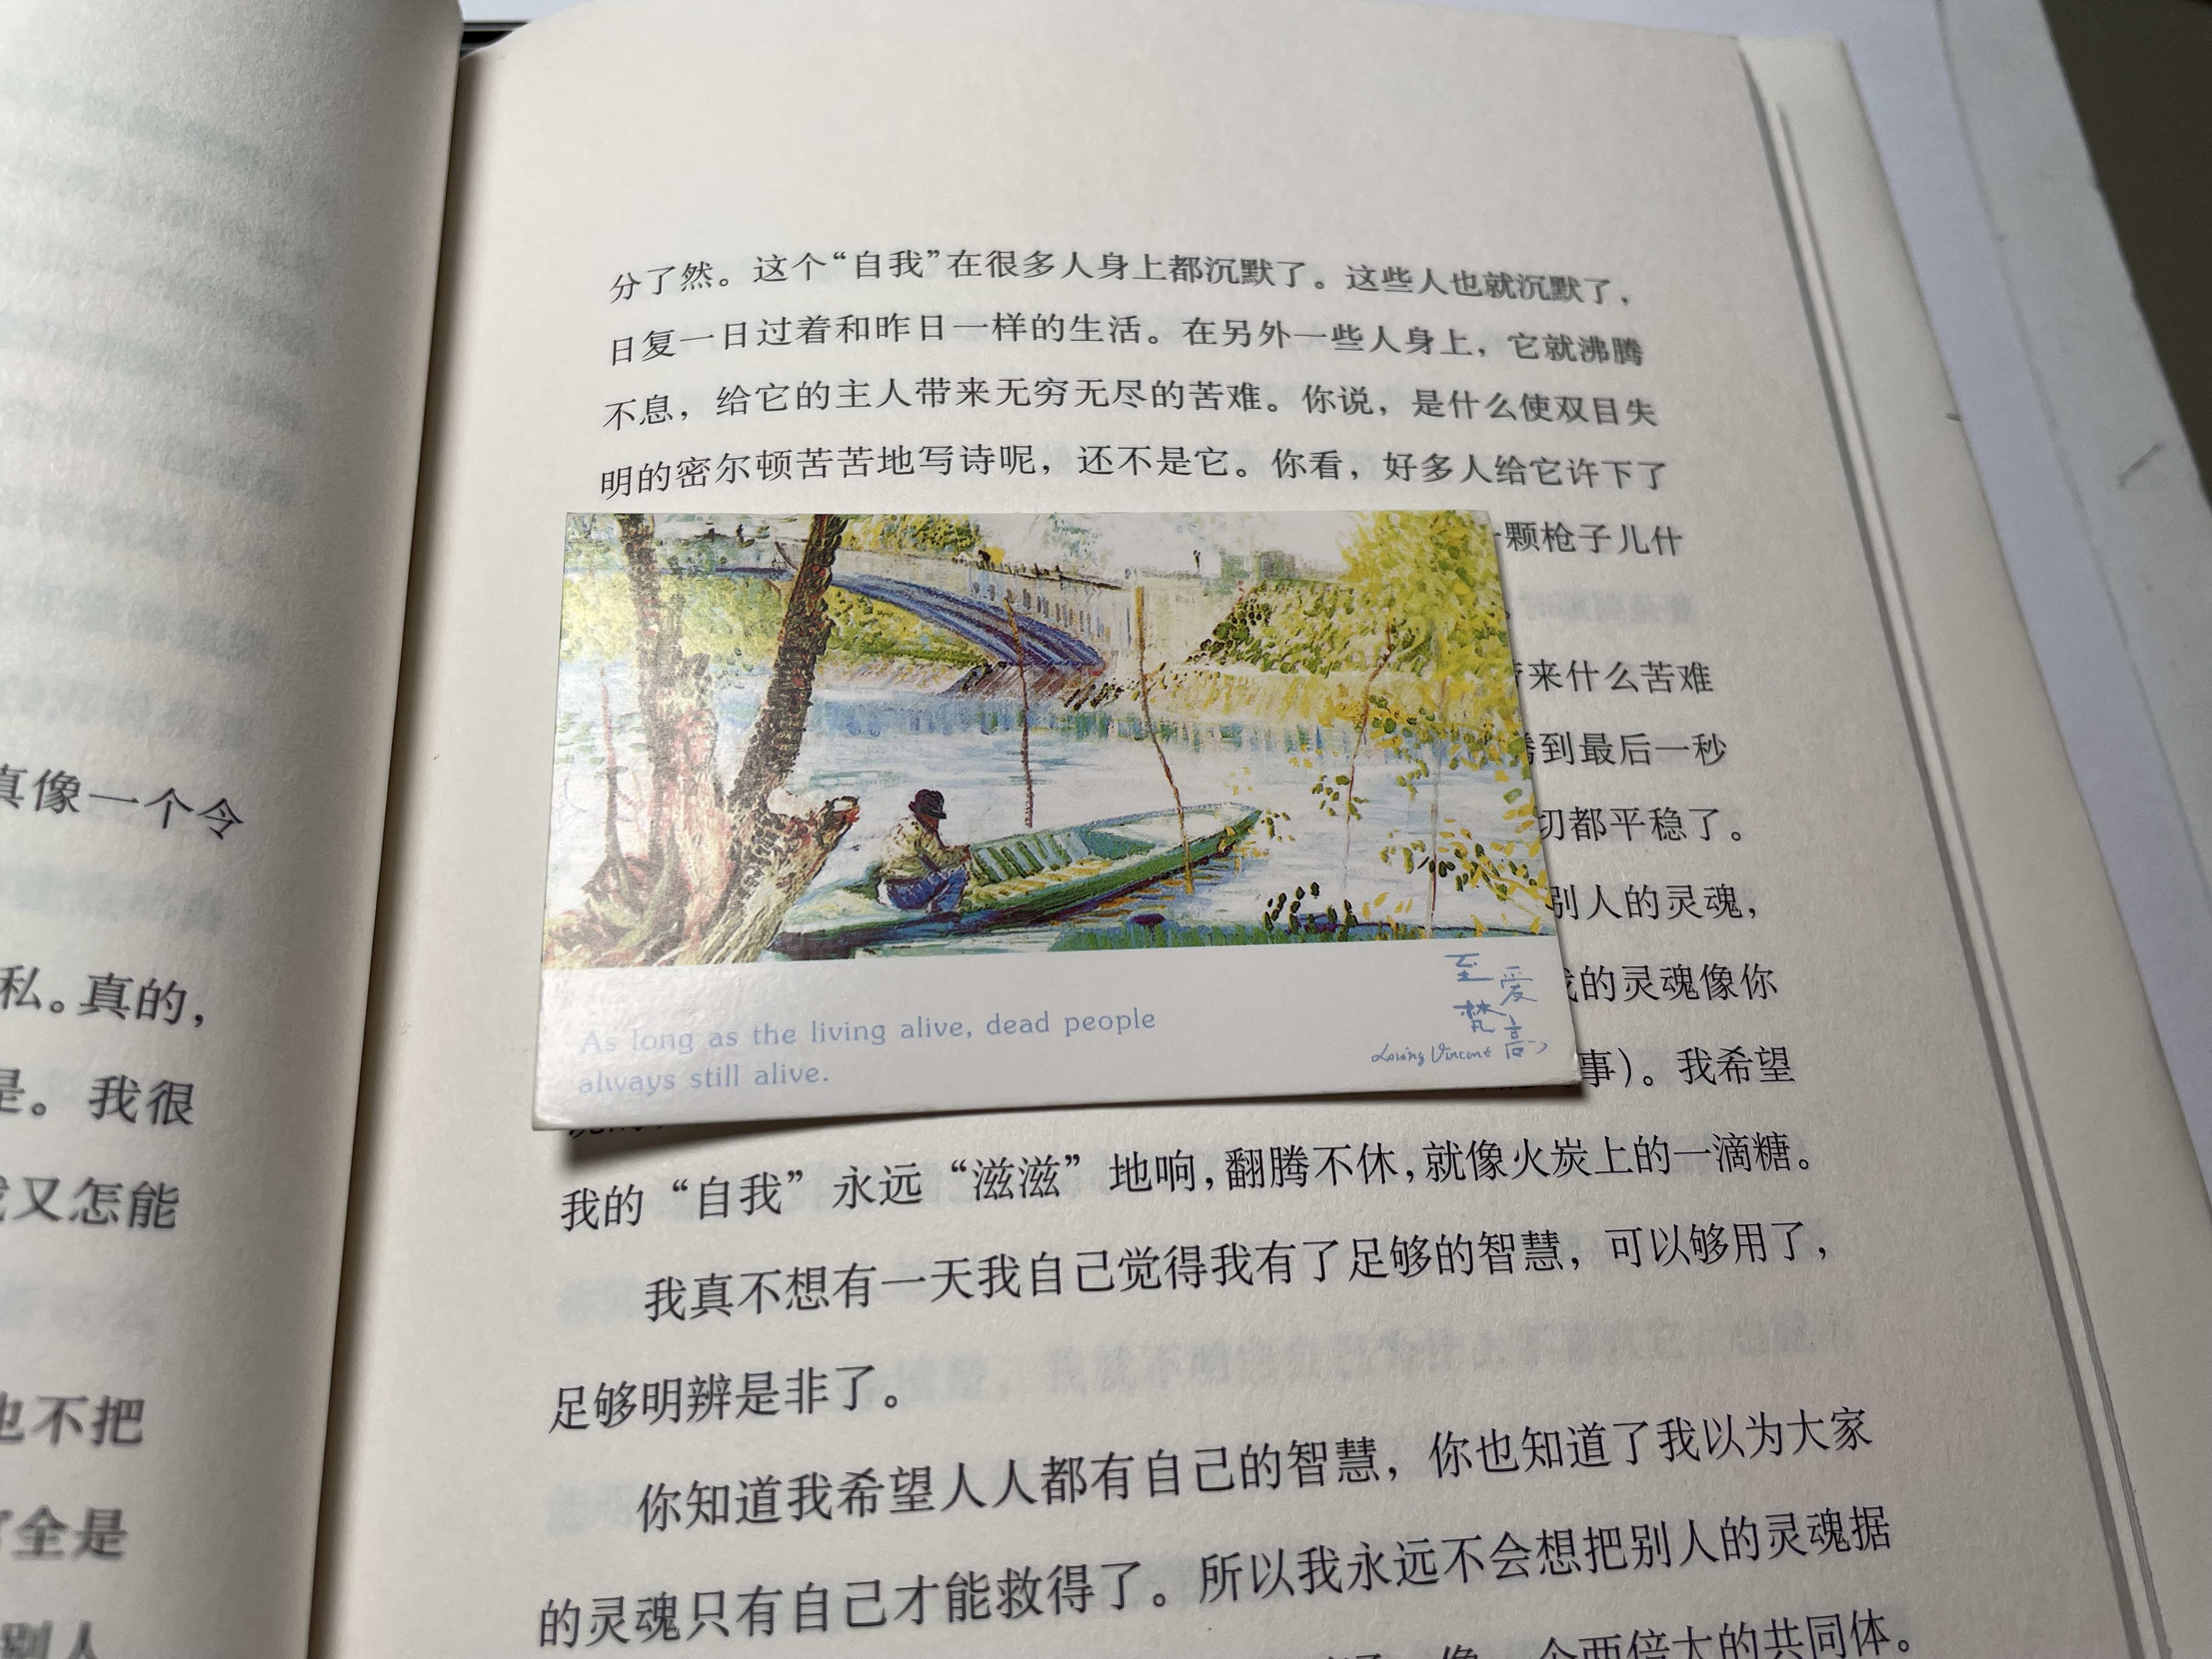 真像一个令
私。真的，
是。我很
又怎能
也不把
全是
别人
分了然。这个“自我”在很多人身上都沉默了。这些人也就沉默了，
日复一日过着和昨日一样的生活。在另外一些人身上，它就沸腾
不息，给它的主人带来无穷无尽的苦难。你说，是什么使双目失
明的密尔顿苦苦地写诗呢，还不是它。你看，好多人给它许下了
颗枪子儿什
来什么苦难
到最后一秒
切都平稳了。
别人的灵魂，
的灵魂像你
事）。我希望
我的“自我”永远“滋滋”地响，翻腾不休，就像火炭上的一滴糖。
我真不想有一天我自己觉得我有了足够的智慧，可以够用了，
足够明辨是非了。
你知道我希望人人都有自己的智慧，你也知道了我以为大家
的灵魂只有自己才能救得了。所以我永远不会想把别人的灵魂据
两倍大的共同体。
As long as the living alive, dead people
always still alive.
至爱
梵高
Loving Vincent